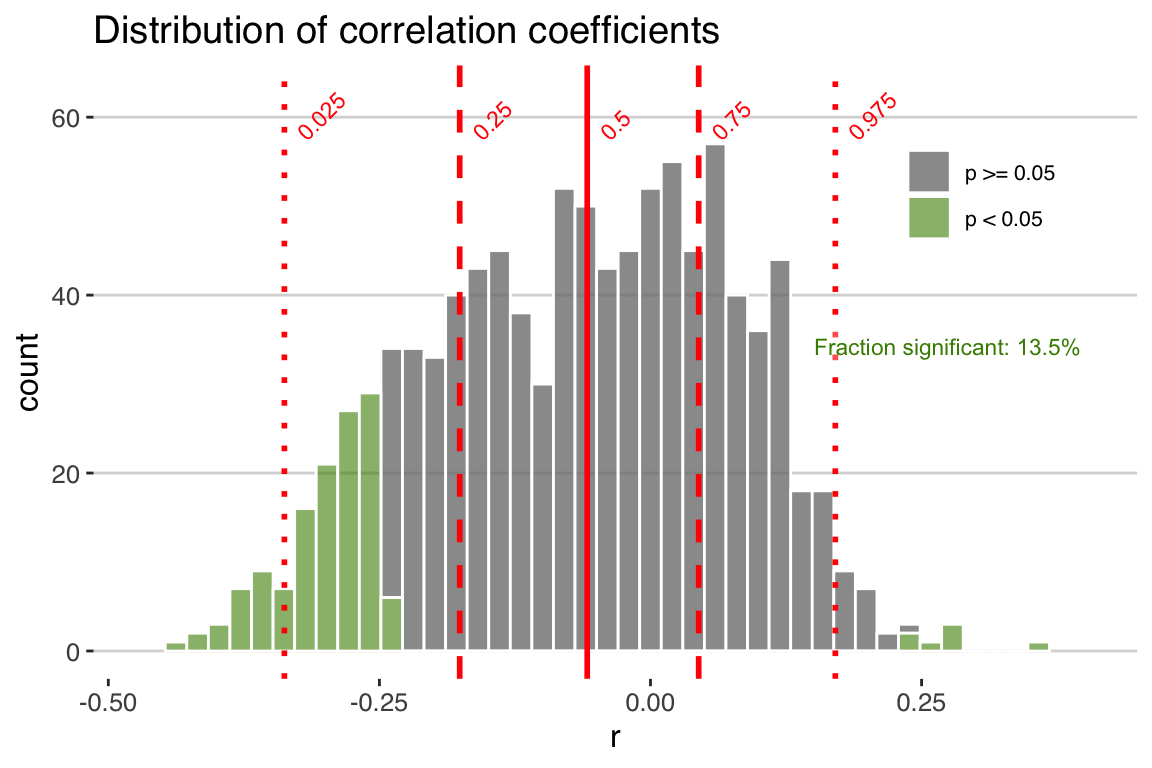 Distribution of correlation coefficients
0.025
0.25
0.5
0.75
0.975
60
40
20
0
count
p >= 0.05
p < 0.05
Fraction significant: 13.5%
-0.50
-0.25
0.00
0.25
r